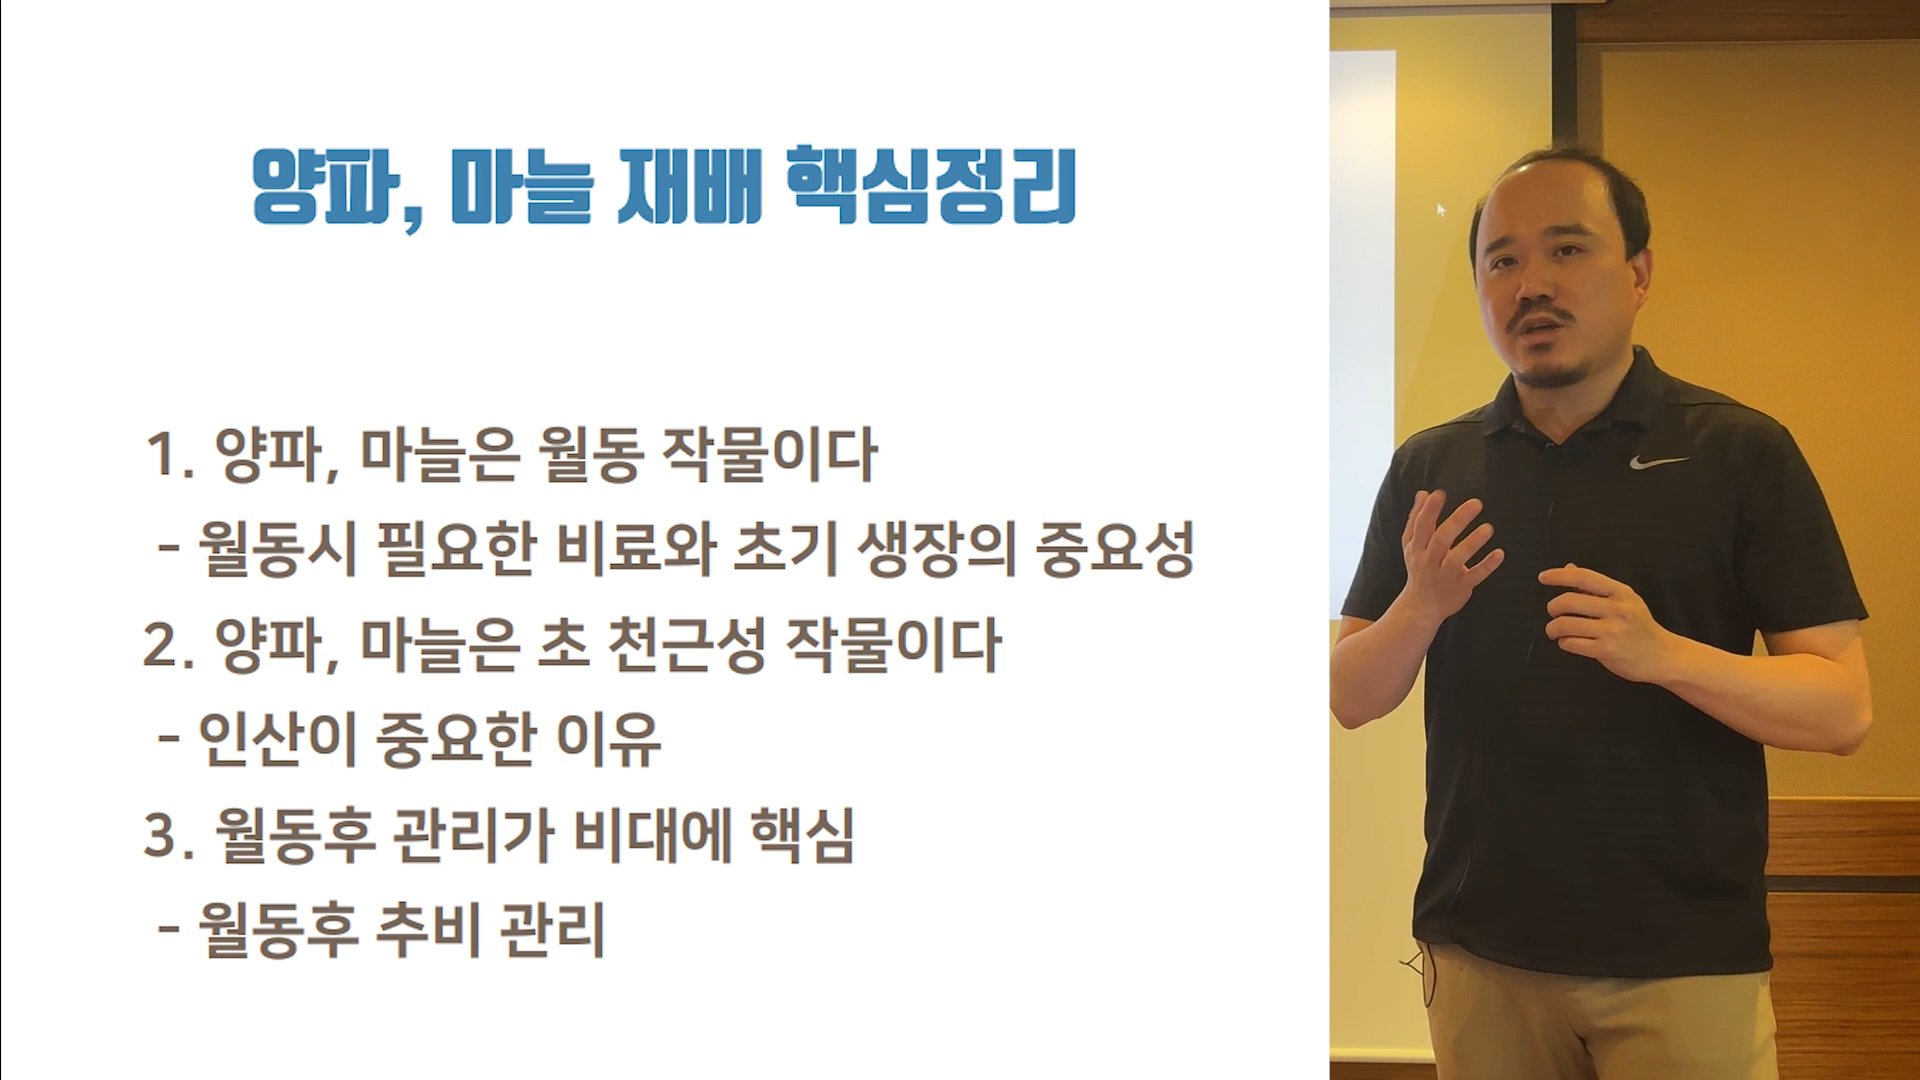 양파, 마늘 재배 핵심정리
1. 양파, 마늘은 월동 작물이다
- 월동시 필요한 비료와 초기 생장의 중요성
2. 양파, 마늘은 초 천근성 작물이다
- 인산이 중요한 이유
3. 월동후 관리가 비대에 핵심
- 월동후 추비 관리